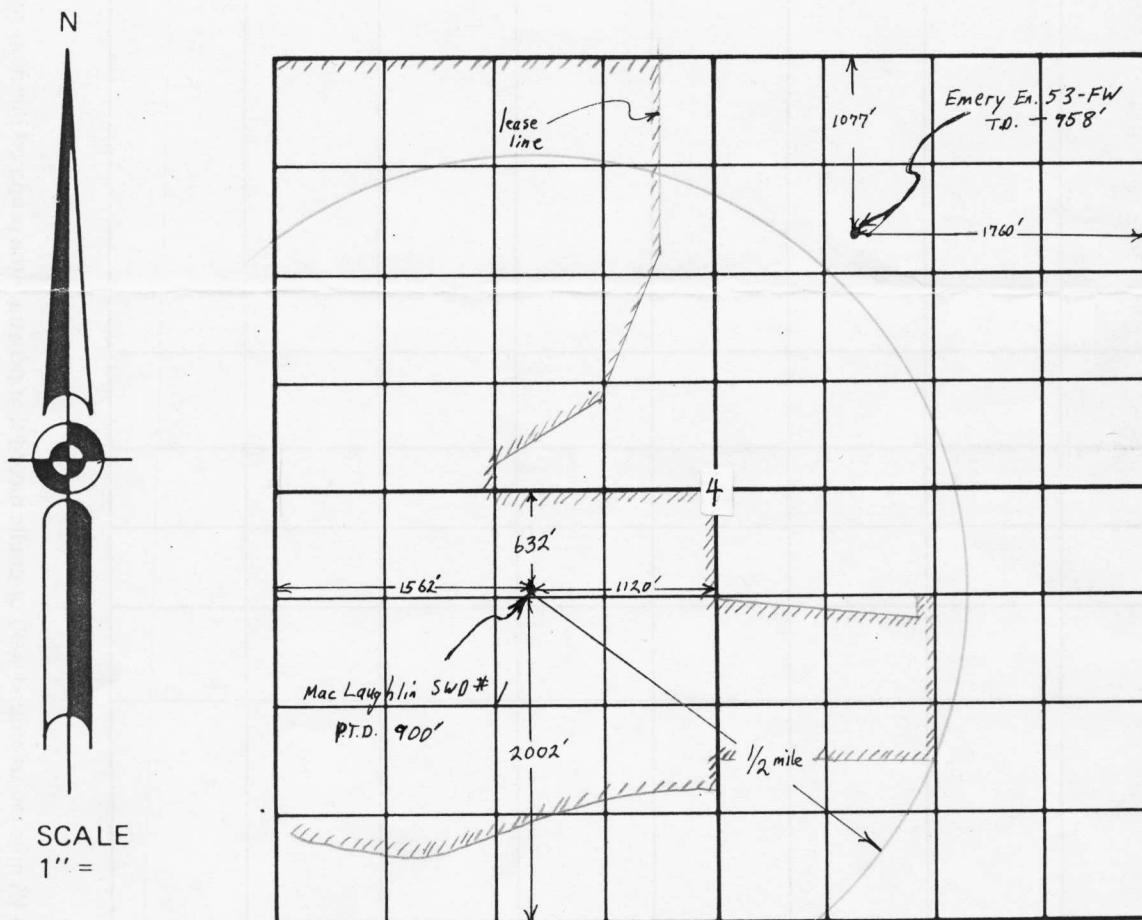 N
lease
line
1077'
Emery En. 53-FW
T.D. - 958'
1760'
4
632'
1562'
1120'
Mac Laughlin SWD # 1
P.T.D. 900'
2002'
1/2 mile
SCALE
1" =